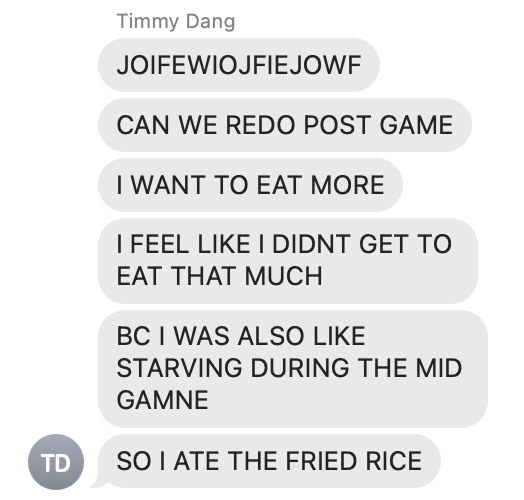 Timmy Dang
JOIFEWIOJFIEJOWF
CAN WE REDO POST GAME
I WANT TO EAT MORE
I FEEL LIKE I DIDNT GET TO
EAT THAT MUCH
BC I WAS ALSO LIKE
STARVING DURING THE MID
GAMNE
TD
SO I ATE THE FRIED RICE